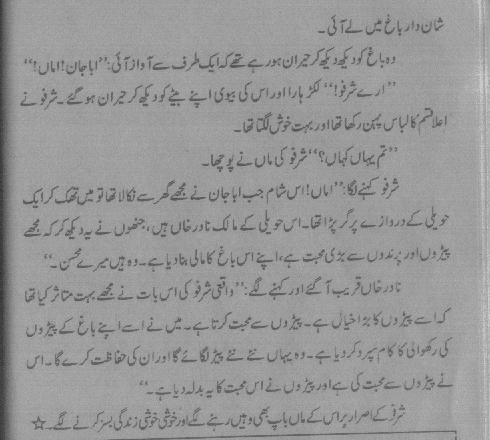 شان دار باغ میں لے آئی۔
وہ باغ کو دیکھ دیکھ کر حیران ہو رہے تھے کہ ایک طرف سے آواز آئی: ”ابا جان! اماں!“
”ارے شرفو!“ لکڑہارا اور اس کی بیوی اپنے بیٹے کو دیکھ کر حیران ہو گئے۔ شرفو نے
اعلا قسم کا لباس پہن رکھا تھا اور بہت خوش لگتا تھا۔
”تم یہاں کہاں؟“ شرفو کی ماں نے پوچھا۔
شرفو کہنے لگا: ”اماں! اس شام جب ابا جان نے مجھے گھر سے نکالا تھا تو میں تھک کر ایک
حویلی کے دروازے پر گر پڑا تھا۔ اس حویلی کے مالک نادر خاں ہیں، جنھوں نے یہ دیکھ کر کہ مجھے
پیڑوں اور پرندوں سے بڑی محبت ہے، اپنے اس باغ کا مالی بنا دیا ہے۔ وہ ہیں میرے محسن۔“
نادر خاں قریب آ گئے اور کہنے لگے: ”واقعی شرفو کی اس بات نے مجھے بہت متاثر کیا تھا
کہ اسے پیڑوں کا بڑا خیال ہے۔ پیڑوں سے محبت کرتا ہے۔ میں نے اسے اپنے باغ کے پیڑوں
کی رکھوالی کا کام سپرد کر دیا ہے۔ وہ یہاں نئے نئے پیڑ لگائے گا اور ان کی حفاظت کرے گا۔ اس
نے پیڑوں سے محبت کی ہے اور پیڑوں نے اس محبت کا یہ بدلہ دیا ہے۔“
شرفو کے اصرار پر اس کے ماں باپ بھی وہیں رہنے لگے اور خوشی خوشی زندگی بسر کرنے لگے۔ ☆